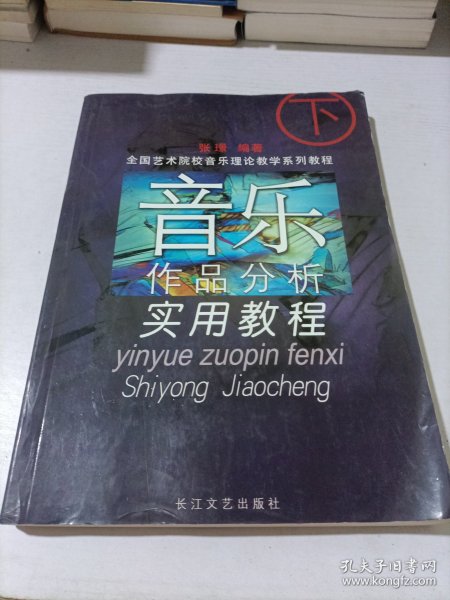 下
张璟 编著
全国艺术院校音乐理论教学系列教程
音乐
作品分析
实用教程
yinyue zuopin fenxi
Shiyong Jiaocheng
长江文艺出版社
孔夫子旧书网
www.kongfz.com